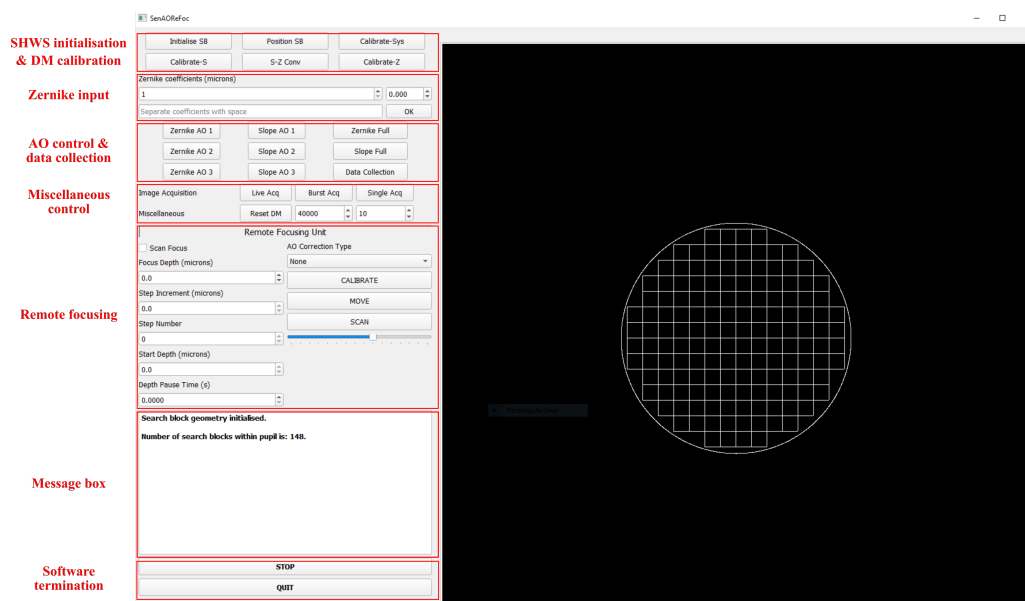 SenAOReFoc
SHWS initialisation
& DM calibration
Initialise SB
Position SB
Calibrate-Sys
Calibrate-S
S-Z Conv
Calibrate-Z
Zernike input
Zernike coefficients (microns)
1
0.000
Separate coefficients with space
OK
AO control &
data collection
Zernike AO 1
Slope AO 1
Zernike Full
Zernike AO 2
Slope AO 2
Slope Full
Zernike AO 3
Slope AO 3
Data Collection
Miscellaneous
control
Image Acquisition
Live Acq
Burst Acq
Single Acq
Miscellaneous
Reset DM
40000
10
Remote focusing
Remote Focusing Unit
Scan Focus
AO Correction Type
Focus Depth (microns)
None
0.0
CALIBRATE
Step Increment (microns)
MOVE
0.0
Step Number
SCAN
0
Start Depth (microns)
0.0
Depth Pause Time (s)
0.0000
Message box
Search block geometry initialised.
Number of search blocks within pupil is: 148.
Software
termination
STOP
QUIT